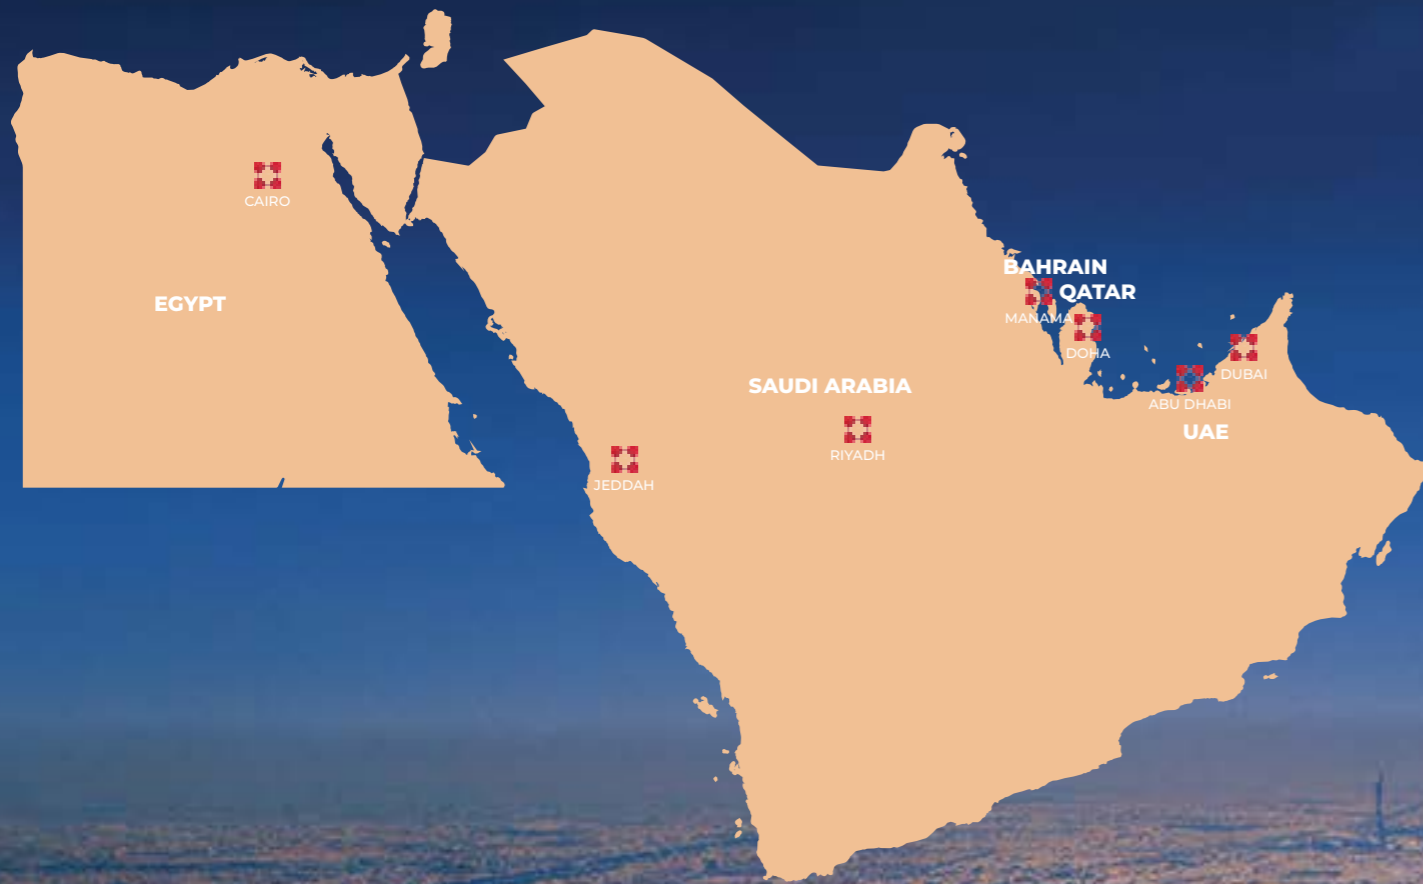 CAIRO
EGYPT
BAHRAIN
QATAR
MANAMA
DOHA
DUBAI
ABU DHABI
UAE
SAUDI ARABIA
RIYADH
JEDDAH